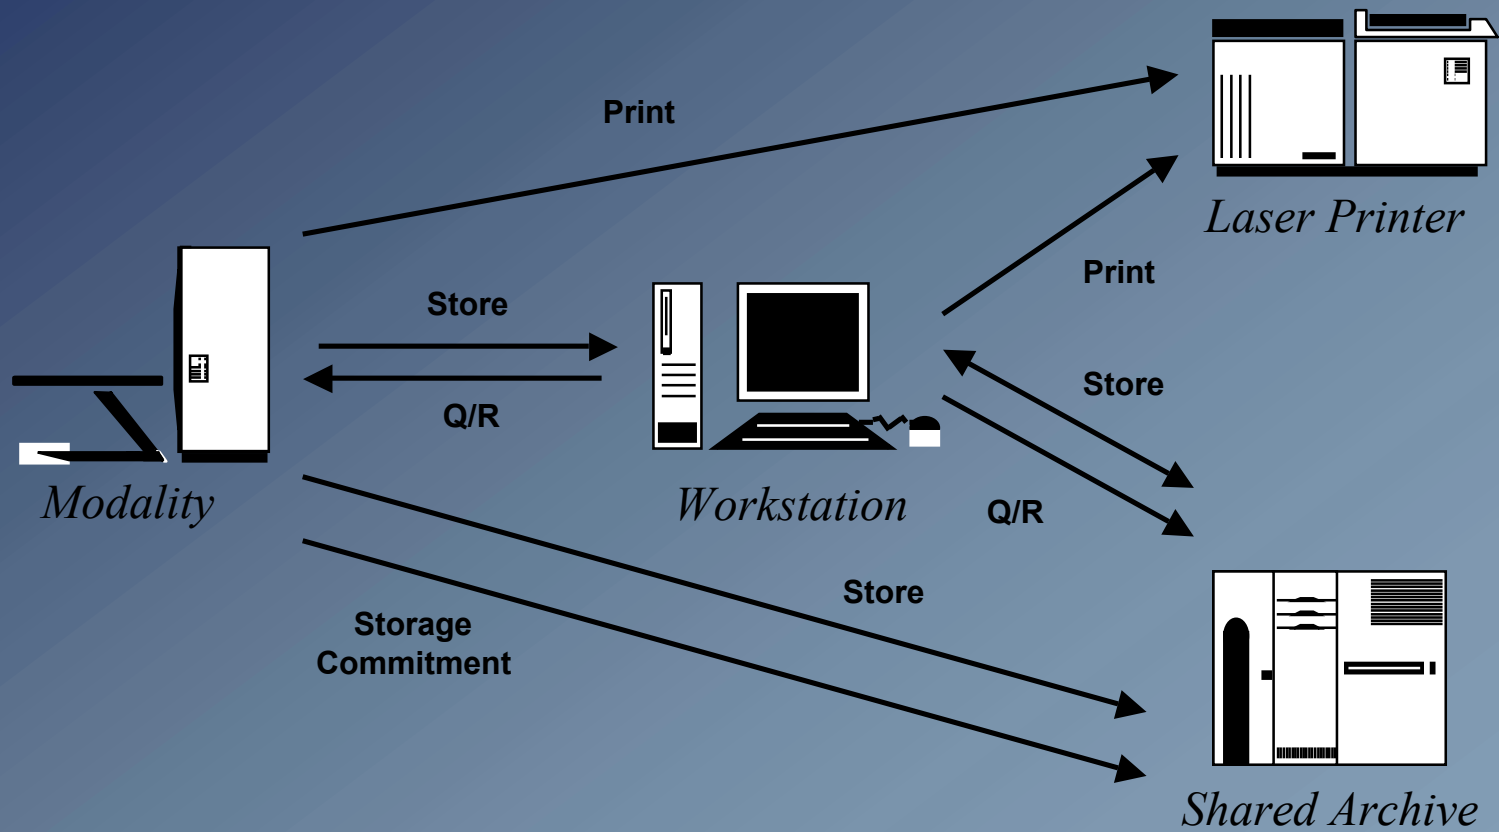 Print
Laser Printer
Print
Store
Store
Q/R
Modality
Workstation
Q/R
Store
Storage
Commitment
Shared Archive